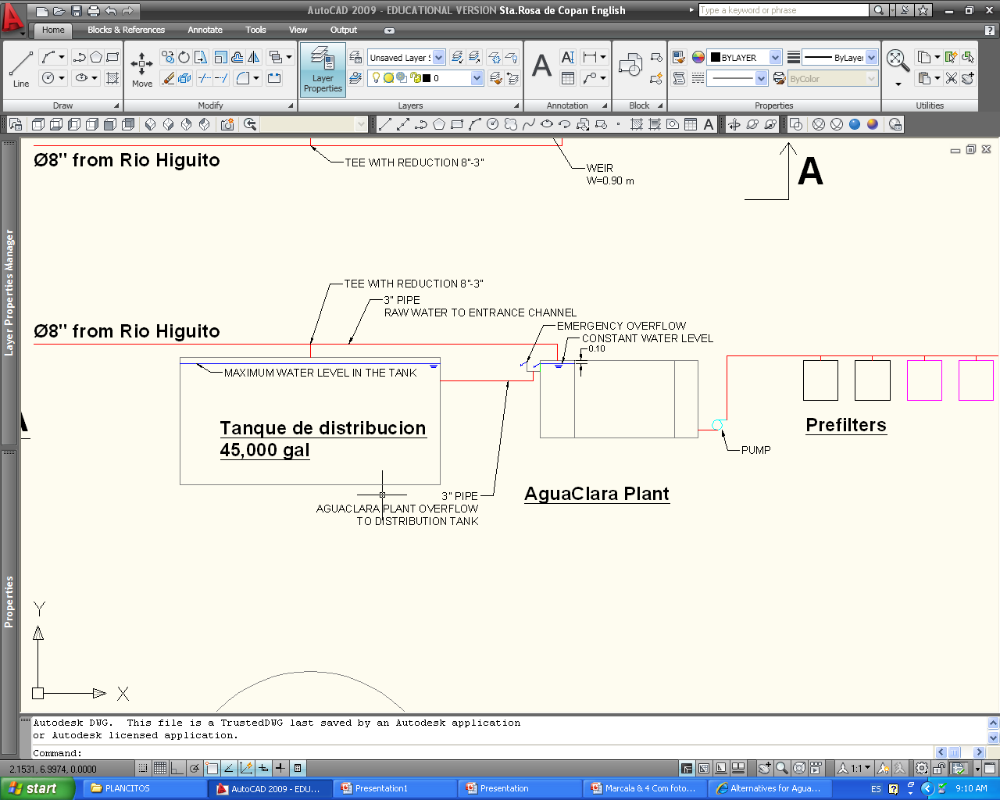 AutoCAD 2009 - EDUCATIONAL VERSION Sta.Rosa de Copan English
Type a keyword or phrase
Home Blocks & References Annotate Tools View Output
Line
Move
Layer
Properties
Unsaved Layer S
0
A
BYLAYER
ByLayer
ByColor
1:1
Draw Modify Layers Annotation Block Properties Utilities
Layer Properties Manager
Properties
Ø8" from Rio Higuito
TEE WITH REDUCTION 8"-3"
WEIR
W=0.90 m
A
TEE WITH REDUCTION 8"-3"
3" PIPE
RAW WATER TO ENTRANCE CHANNEL
Ø8" from Rio Higuito
EMERGENCY OVERFLOW
CONSTANT WATER LEVEL
0.10
MAXIMUM WATER LEVEL IN THE TANK
Tanque de distribucion
45,000 gal
Prefilters
PUMP
3" PIPE
AGUACLARA PLANT OVERFLOW
TO DISTRIBUTION TANK
AguaClara Plant
Y
X
Autodesk DWG. This file is a TrustedDWG last saved by an Autodesk application
or Autodesk licensed application.
Command:
2.1531, 6.9974, 0.0000
start PLANCITOS AutoCAD 2009 - EDU... Presentation1 Presentation Marcala & 4 Com foto... Alternatives for Agua... ES 9:10 AM